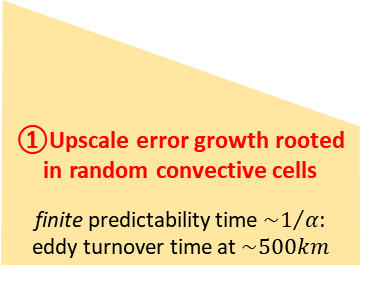 ①Upscale error growth rooted
in random convective cells
finite predictability time ~1/α:
eddy turnover time at ~500km